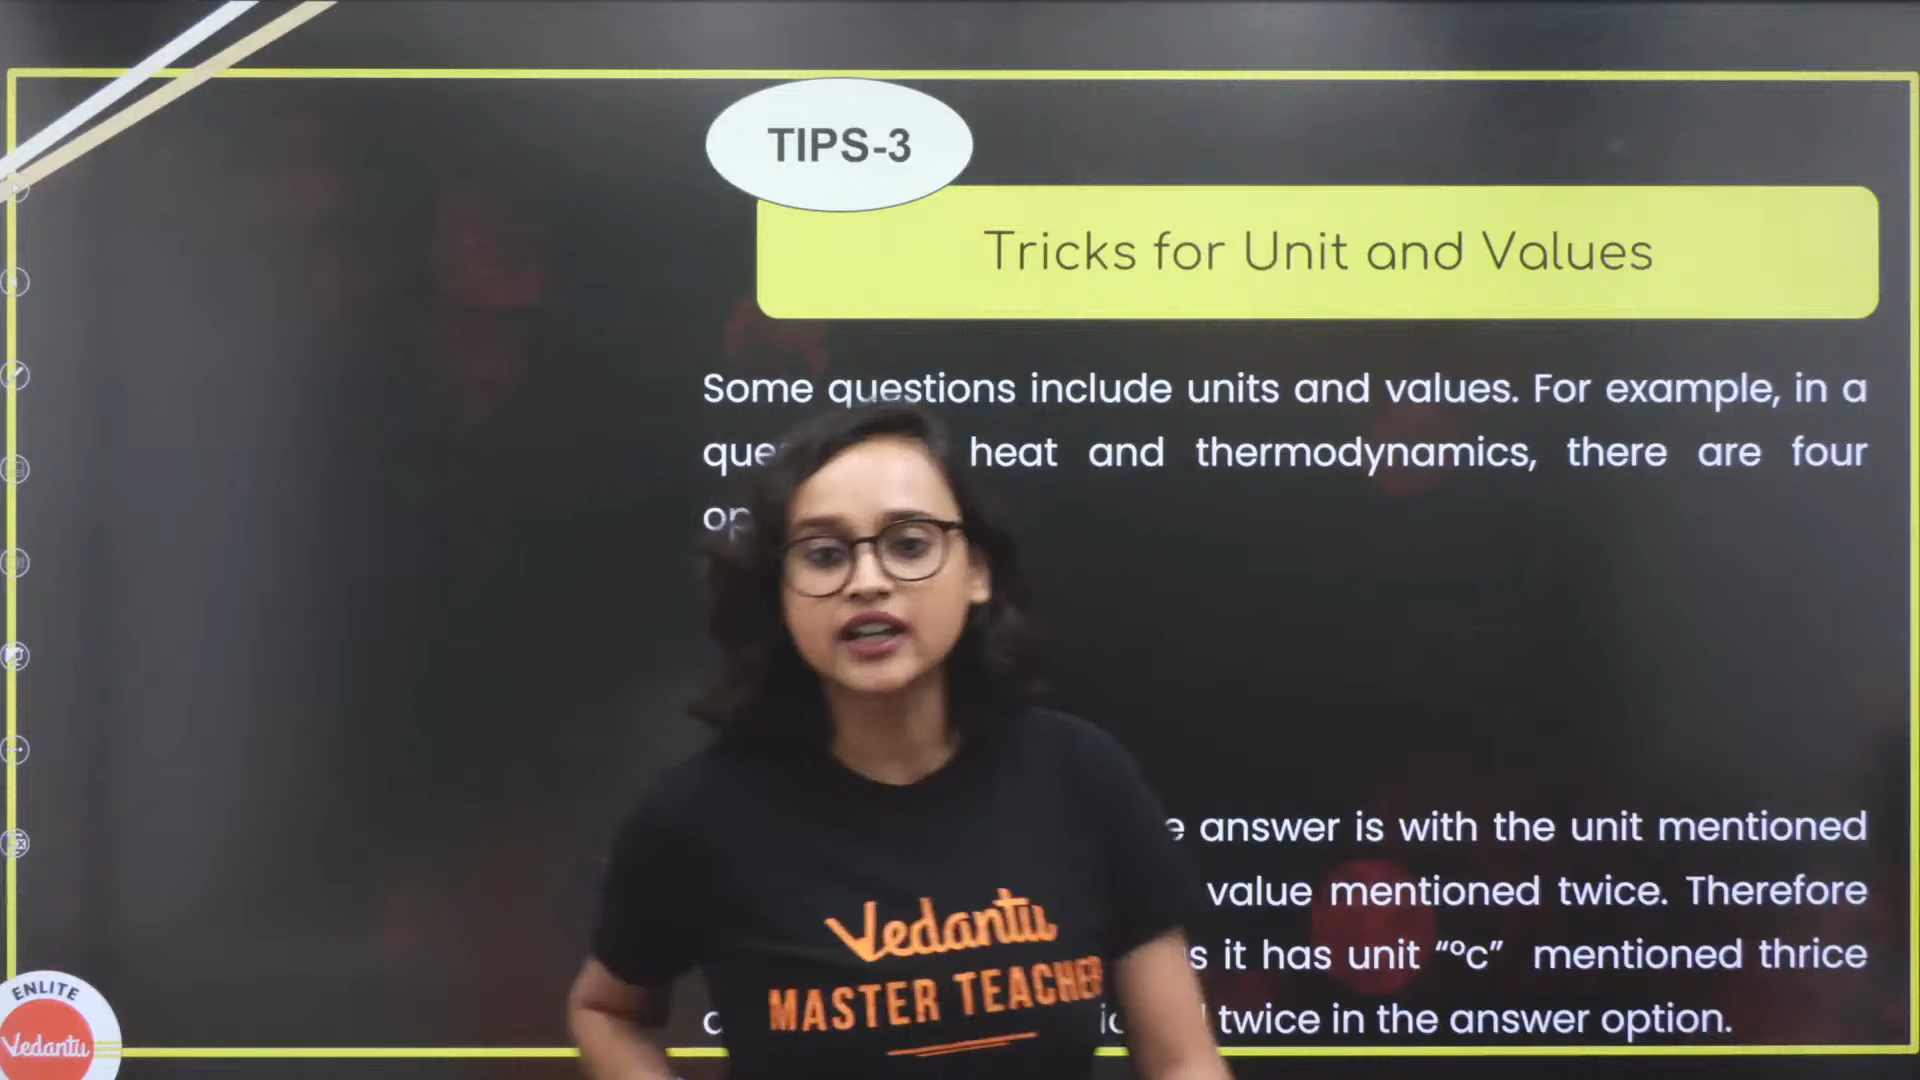 TIPS-3
Tricks for Unit and Values
Some questions include units and values. For example, in a
heat and thermodynamics, there are four
answer is with the unit mentioned
value mentioned twice. Therefore
it has unit “ºc” mentioned thrice
twice in the answer option.
Vedantu
MASTER TEACHER
ENLITE
Vedantu